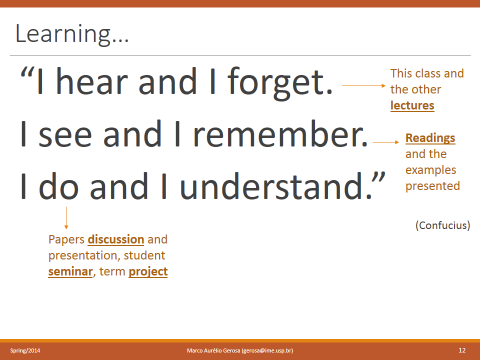 Learning...
“I hear and I forget.
This class and
the other
lectures
I see and I remember.
Readings
and the
examples
presented
I do and I understand.”
(Confucius)
Papers discussion and
presentation, student
seminar, term project
Spring/2014
Marco Aurélio Gerosa (gerosa@ime.usp.br)
12